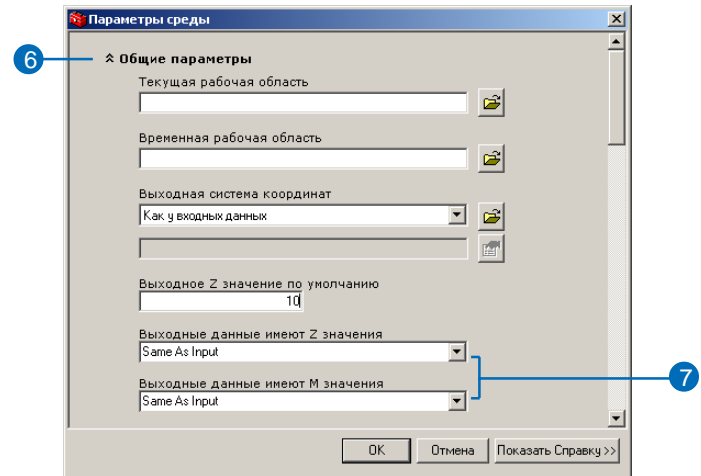 Параметры среды
6
Общие параметры
Текущая рабочая область
Временная рабочая область
Выходная система координат
Как у входных данных
Выходное Z значение по умолчанию
10
Выходные данные имеют Z значения
Same As Input
7
Выходные данные имеют M значения
Same As Input
OK
Отмена
Показать Справку >>